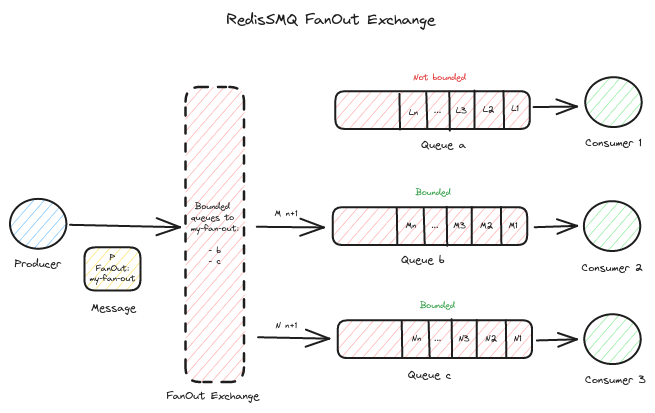 RedisSMQ FanOut Exchange
Not bounded
Ln ... L3 L2 L1
Queue a
Consumer 1
Bounded
queues to
my-fan-out:
- b
- c
M n+1
Bounded
Mn ... M3 M2 M1
Queue b
Consumer 2
Producer
P
FanOut:
my-fan-out
Message
N n+1
Bounded
Nn ... N3 N2 N1
Queue c
Consumer 3
FanOut Exchange